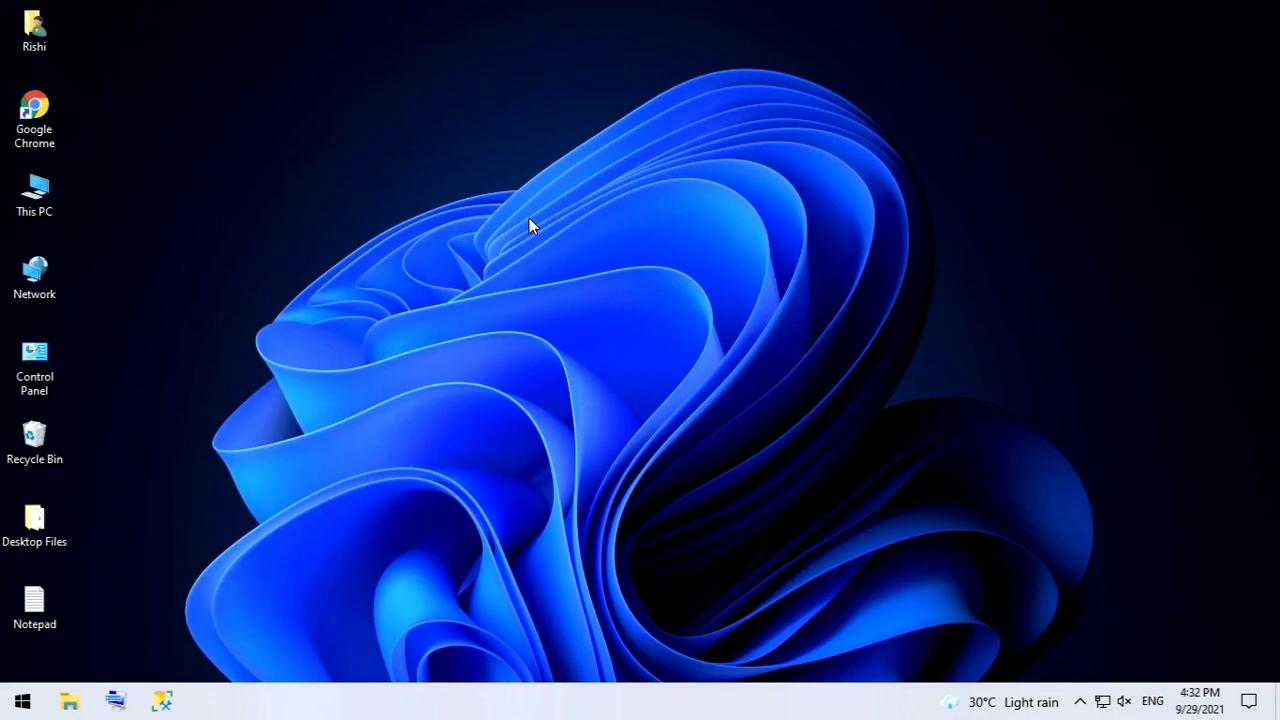 Rishi
Google
Chrome
This PC
Network
Control
Panel
Recycle Bin
Desktop Files
Notepad
30°C Light rain
ENG
4:32 PM
9/29/2021